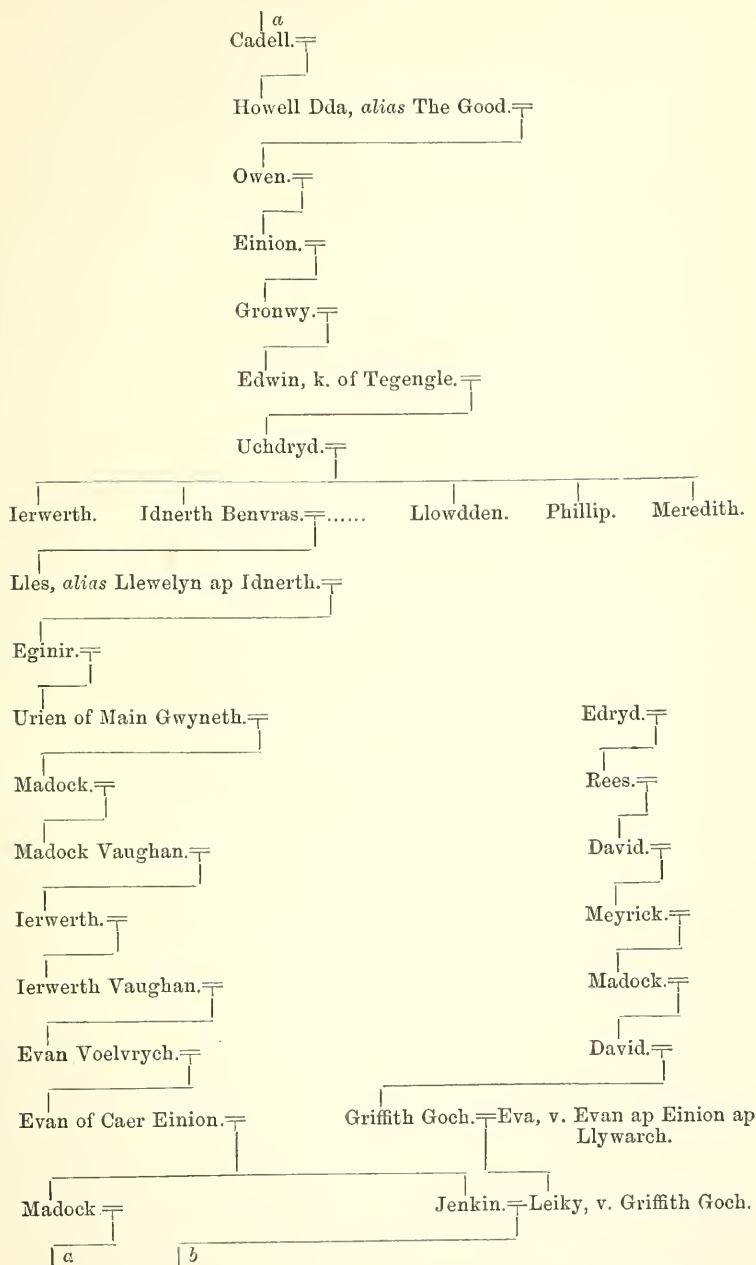 a
Cadell.
Howell Dda, alias The Good.
Owen.
Einion.
Gronwy.
Edwin, k. of Tegengle.
Uchdryd.
Ierwerth. Idnerth Benvras. ...... Llowdden. Phillip. Meredith.
Lles, alias Llewelyn ap Idnerth.
Eginir.
Urien of Main Gwyneth. Edryd.
Madock. Rees.
Madock Vaughan. David.
Ierwerth. Meyrick.
Ierwerth Vaughan. Madock.
Evan Voelvrych. David.
Evan of Caer Einion. Griffith Goch. Eva, v. Evan ap Einion ap
Llywarch.
Madock. Jenkin. Leiky, v. Griffith Goch.
a b